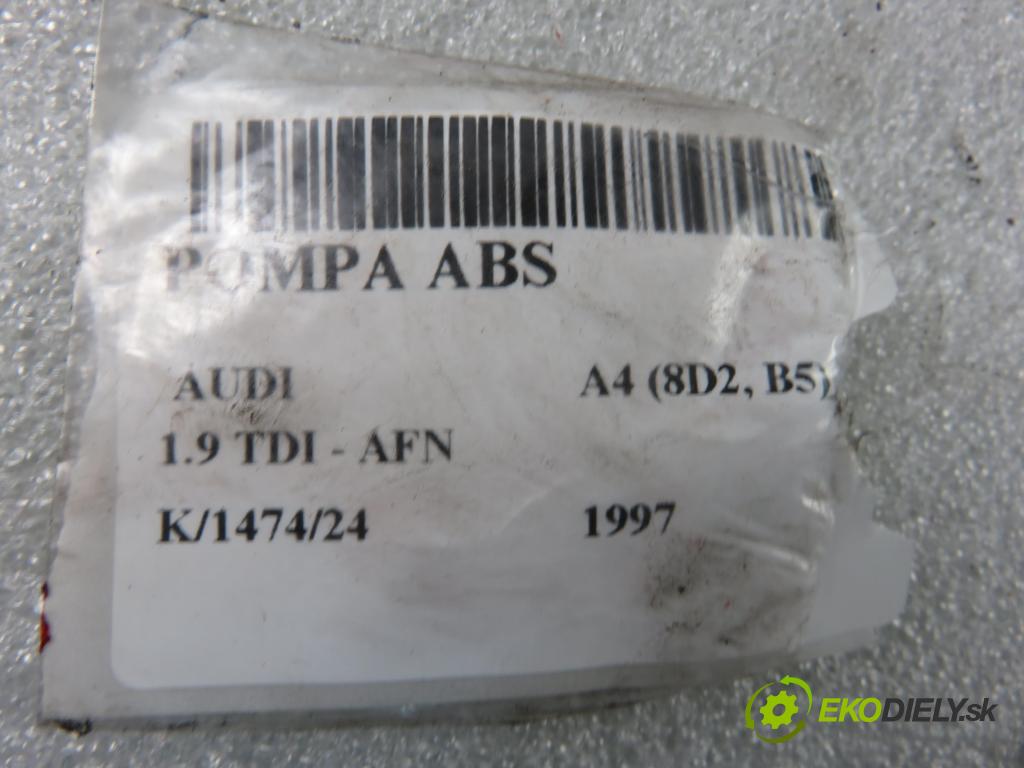 POMPA ABS
AUDI A4 (8D2, B5)
1.9 TDI - AFN
K/1474/24 1997
EKODIELY.sk